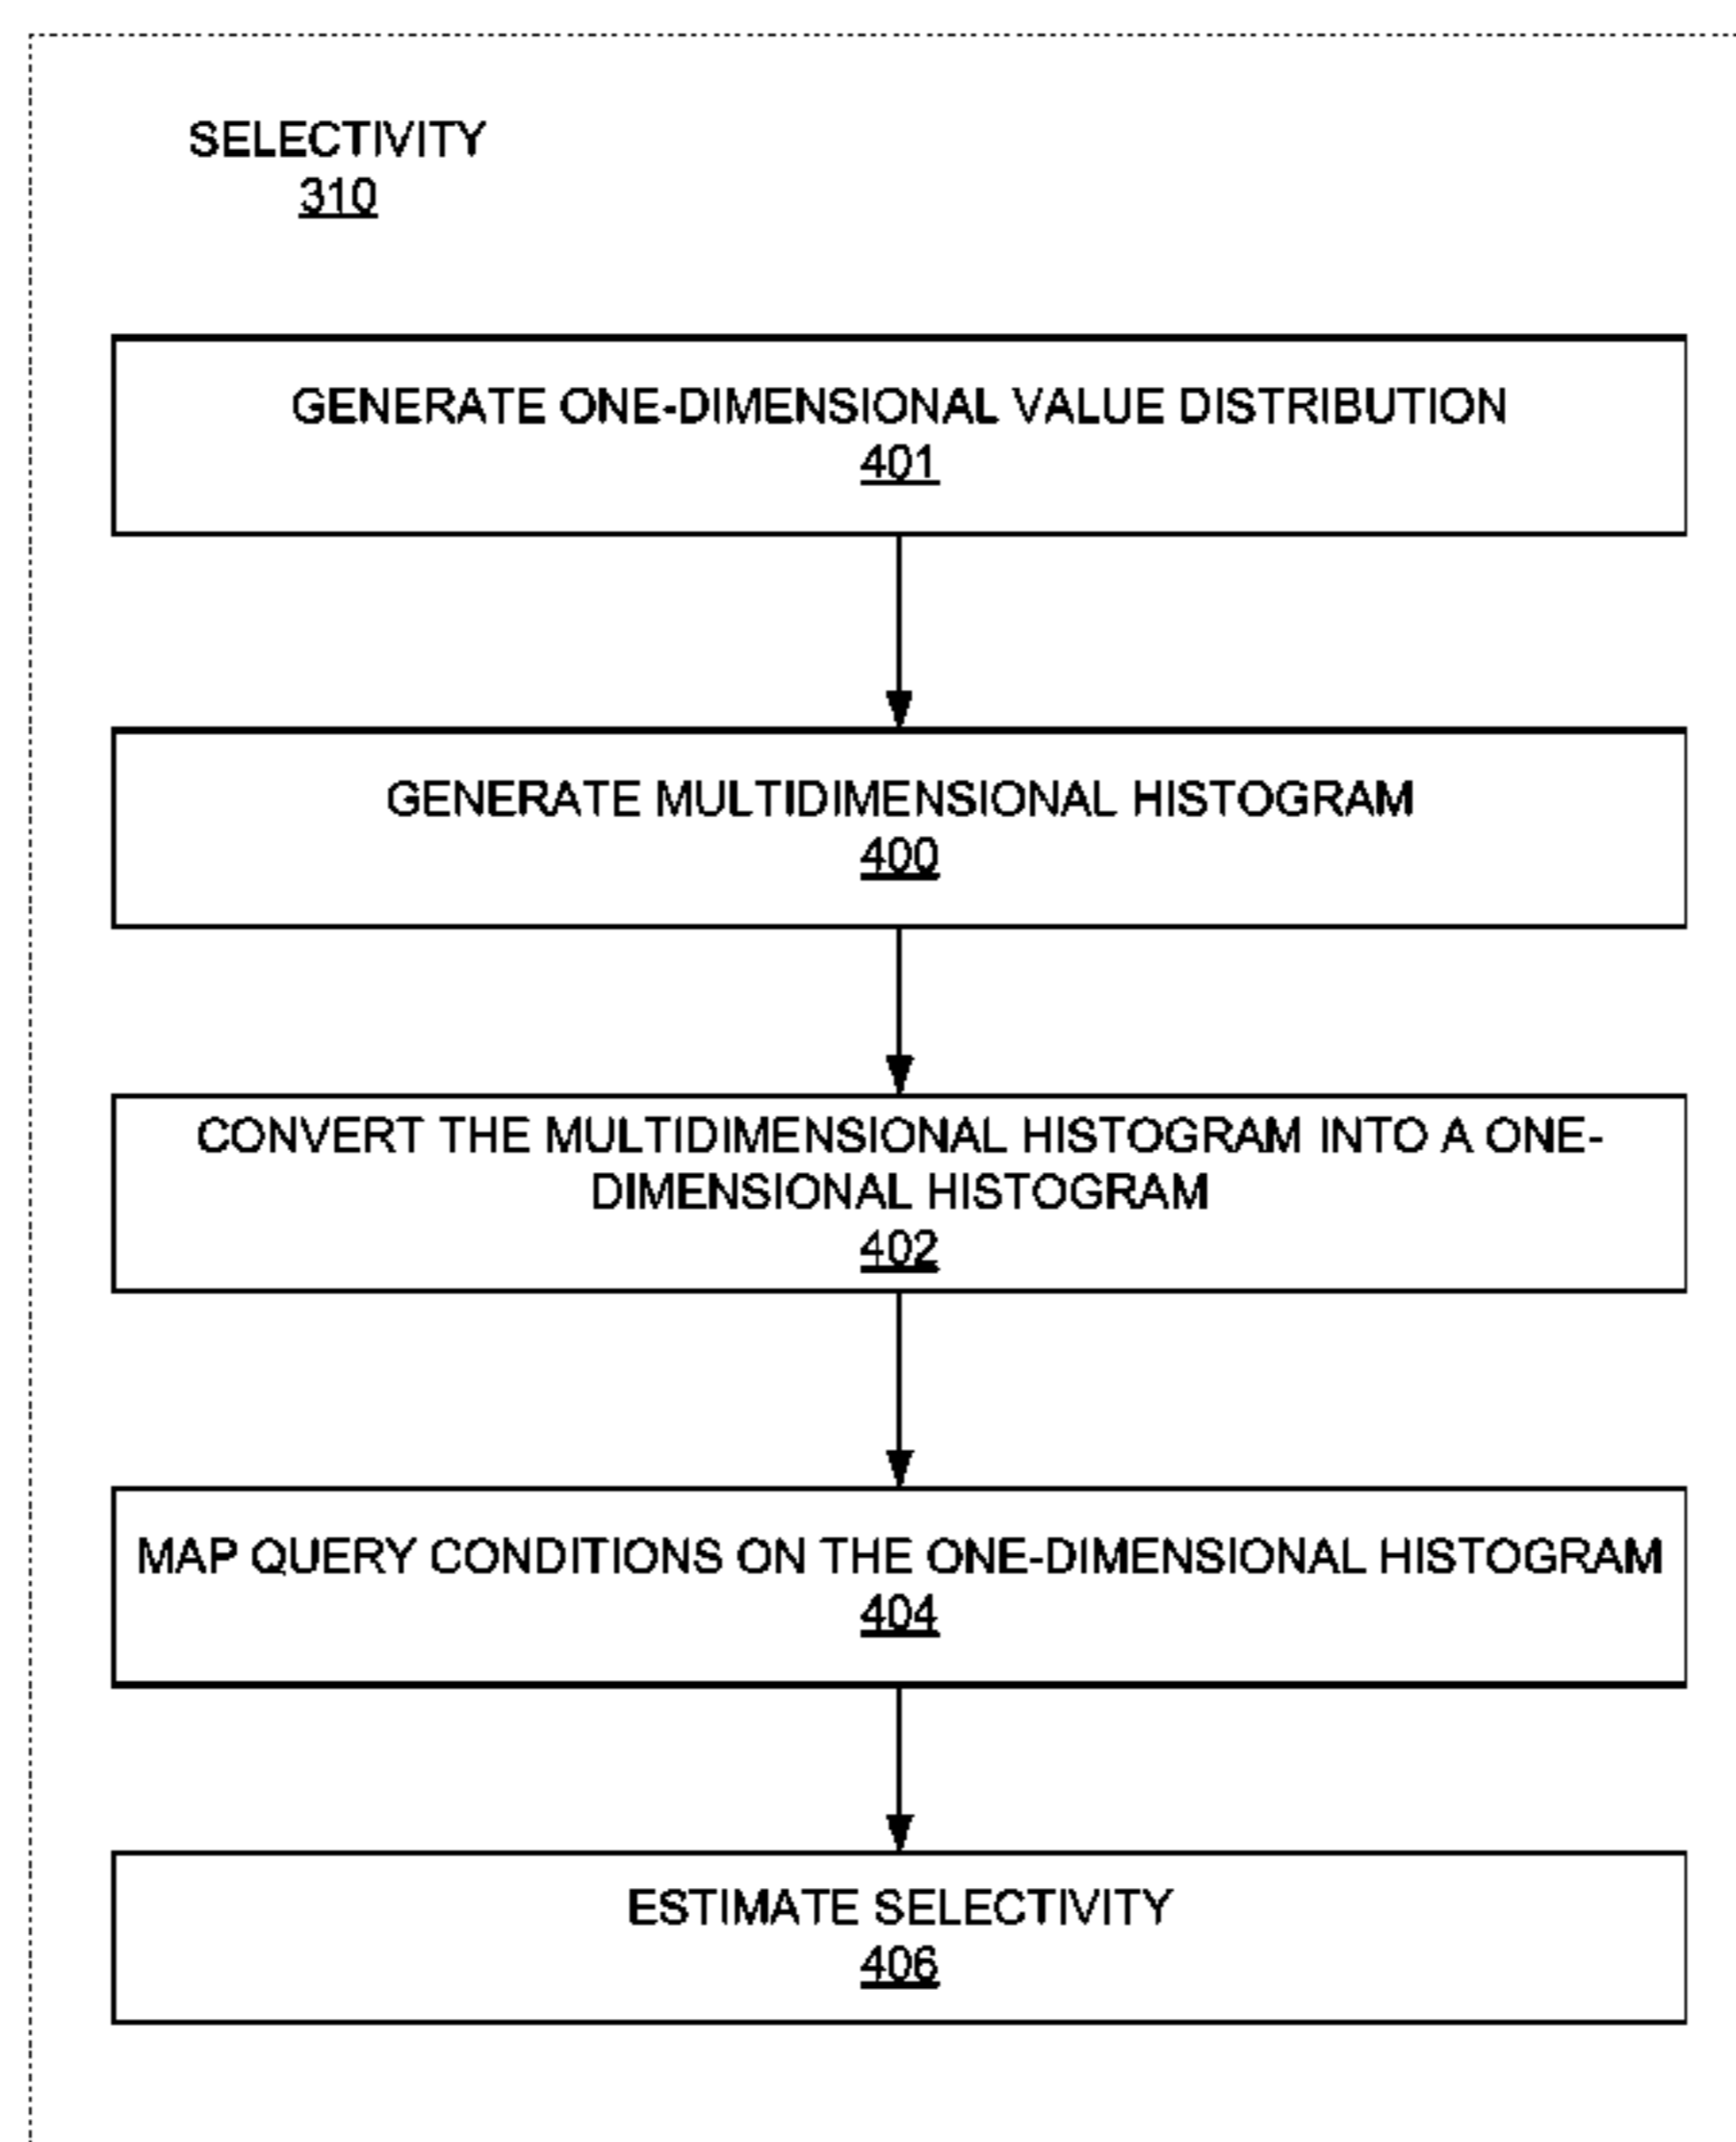 SELECTIVITY
310
GENERATE ONE-DIMENSIONAL VALUE DISTRIBUTION
401
GENERATE MULTIDIMENSIONAL HISTOGRAM
400
CONVERT THE MULTIDIMENSIONAL HISTOGRAM INTO A ONE-
DIMENSIONAL HISTOGRAM
402
MAP QUERY CONDITIONS ON THE ONE-DIMENSIONAL HISTOGRAM
404
ESTIMATE SELECTIVITY
406